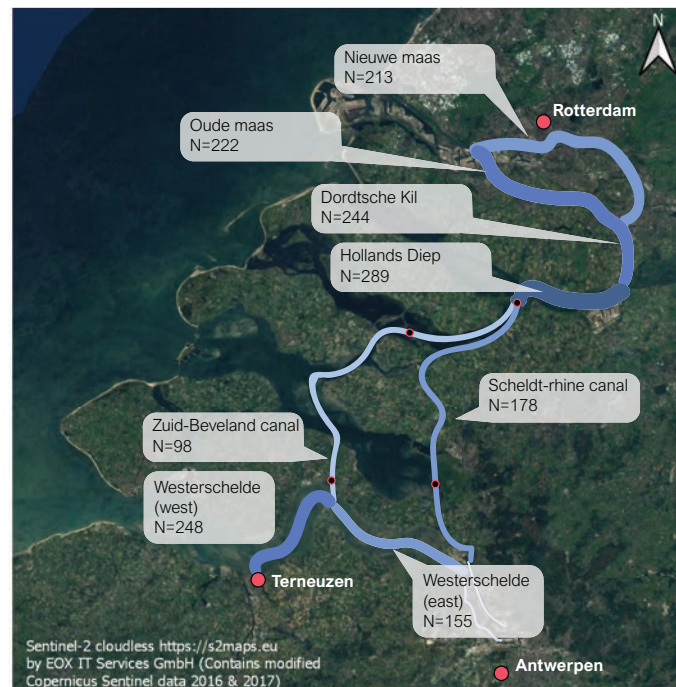 N
Nieuwe maas
N=213
Rotterdam
Oude maas
N=222
Dordtsche Kil
N=244
Hollands Diep
N=289
Scheldt-rhine canal
N=178
Zuid-Beveland canal
N=98
Westerschelde
(west)
N=248
Westerschelde
(east)
N=155
Terneuzen
Antwerpen
Sentinel-2 cloudless https://s2maps.eu
by EOX IT Services GmbH (Contains modified
Copernicus Sentinel data 2016 & 2017)